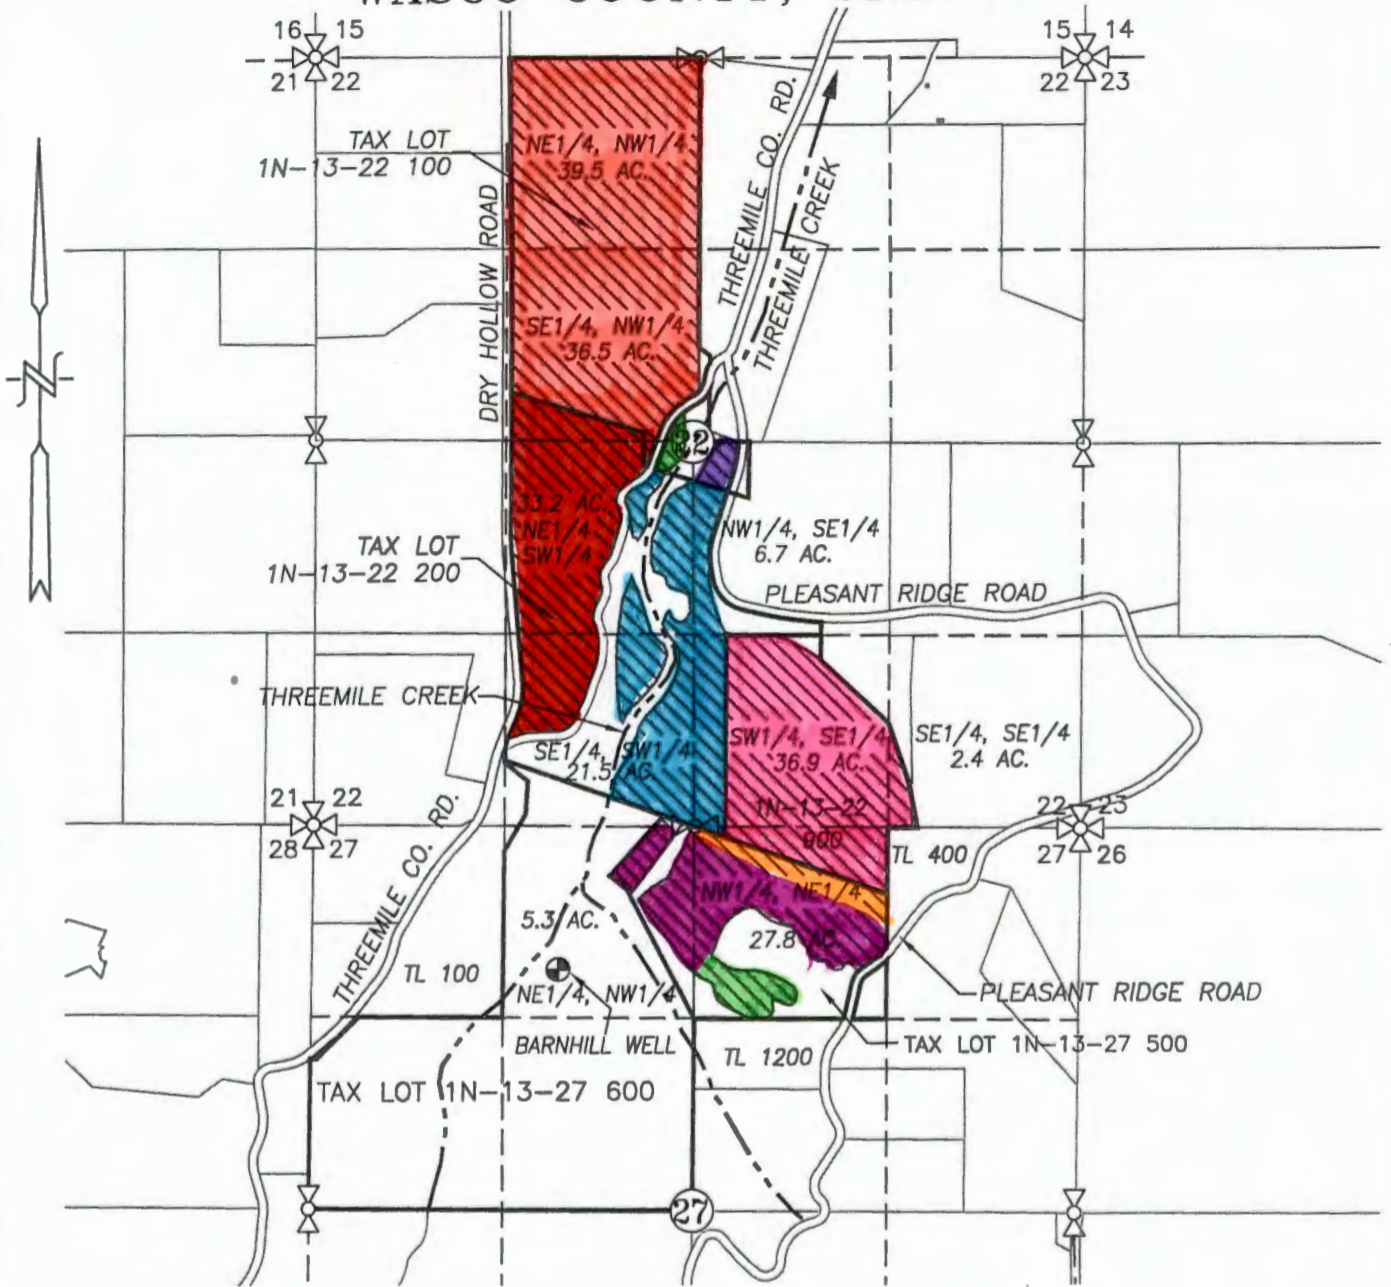 16 15
21 22
15 14
22 23
TAX LOT
1N-13-22 100
NE1/4, NW1/4
39.5 AC.
THREEMILE CO. RD.
THREEMILE CREEK
DRY HOLLOW ROAD
SE1/4, NW1/4
36.5 AC.
THREEMILE CREEK
22
33.2 AC.
NE1/4
SW1/4
NW1/4, SE1/4
6.7 AC.
TAX LOT
1N-13-22 200
PLEASANT RIDGE ROAD
THREEMILE CREEK
SE1/4, SW1/4
21.5 AC
SW1/4, SE1/4
36.9 AC.
SE1/4, SE1/4
2.4 AC.
1N-13-22
900
21 22
28 27
22 23
27 26
THREEMILE CO. RD.
TL 400
NW1/4, NE1/4
5.3 AC.
27.8 AC
TL 100
NE1/4, NW1/4
PLEASANT RIDGE ROAD
BARNHILL WELL
TL 1200
TAX LOT 1N-13-27 500
TAX LOT 1N-13-27 600
27